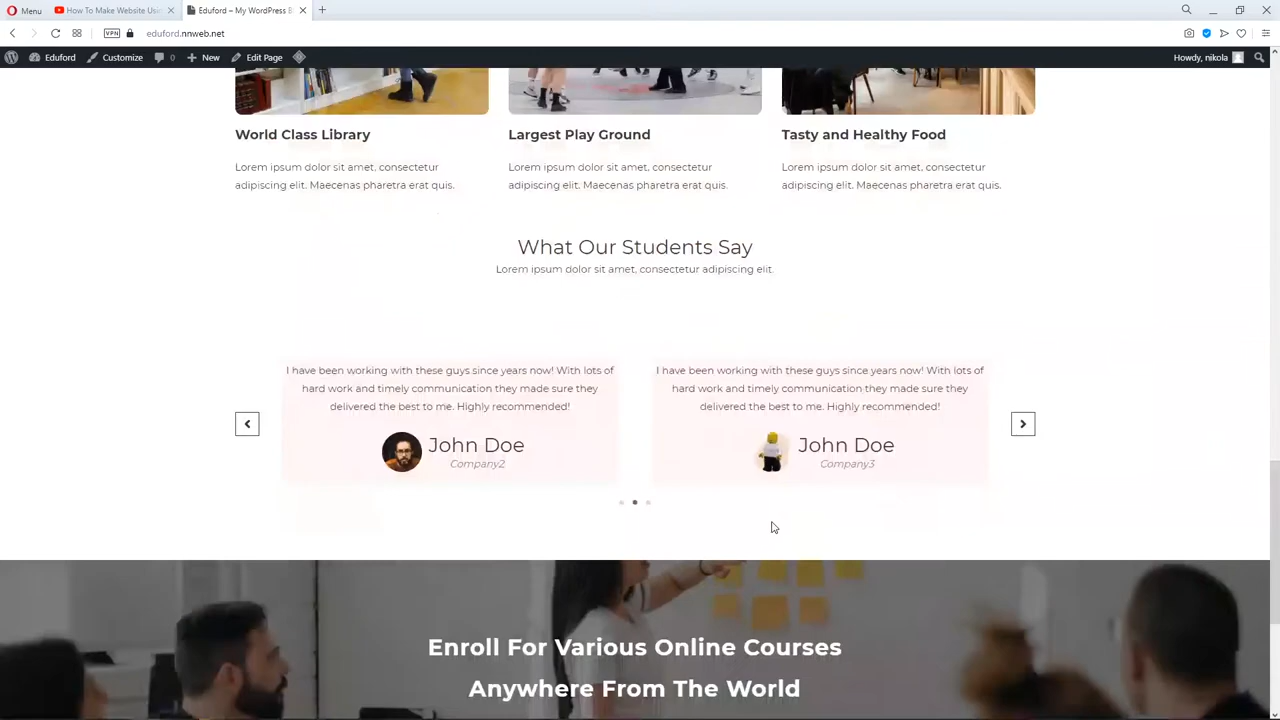 Menu
How To Make Website Usi
Eduford – My WordPress B
VPN
eduford.nnweb.net
Eduford
Customize
0
New
Edit Page
Howdy, nikola
World Class Library
Largest Play Ground
Tasty and Healthy Food
Lorem ipsum dolor sit amet, consectetur
adipiscing elit. Maecenas pharetra erat quis.
Lorem ipsum dolor sit amet, consectetur
adipiscing elit. Maecenas pharetra erat quis.
Lorem ipsum dolor sit amet, consectetur
adipiscing elit. Maecenas pharetra erat quis.
What Our Students Say
Lorem ipsum dolor sit amet, consectetur adipiscing elit.
I have been working with these guys since years now! With lots of
hard work and timely communication they made sure they
delivered the best to me. Highly recommended!
John Doe
Company2
I have been working with these guys since years now! With lots of
hard work and timely communication they made sure they
delivered the best to me. Highly recommended!
John Doe
Company3
Enroll For Various Online Courses
Anywhere From The World